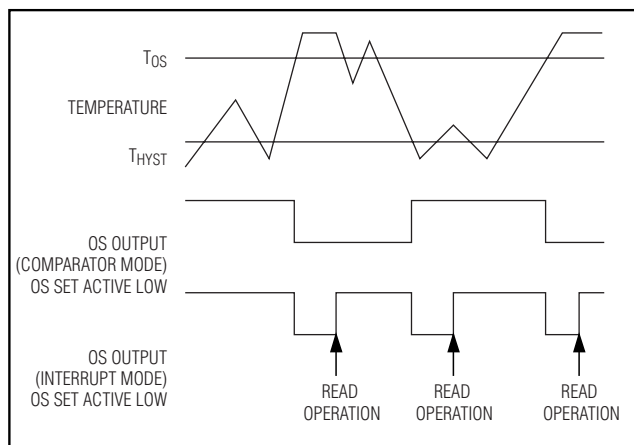 TOS
TEMPERATURE
THYST
OS OUTPUT
(COMPARATOR MODE)
OS SET ACTIVE LOW
OS OUTPUT
(INTERRUPT MODE)
OS SET ACTIVE LOW
READ
OPERATION
READ
OPERATION
READ
OPERATION